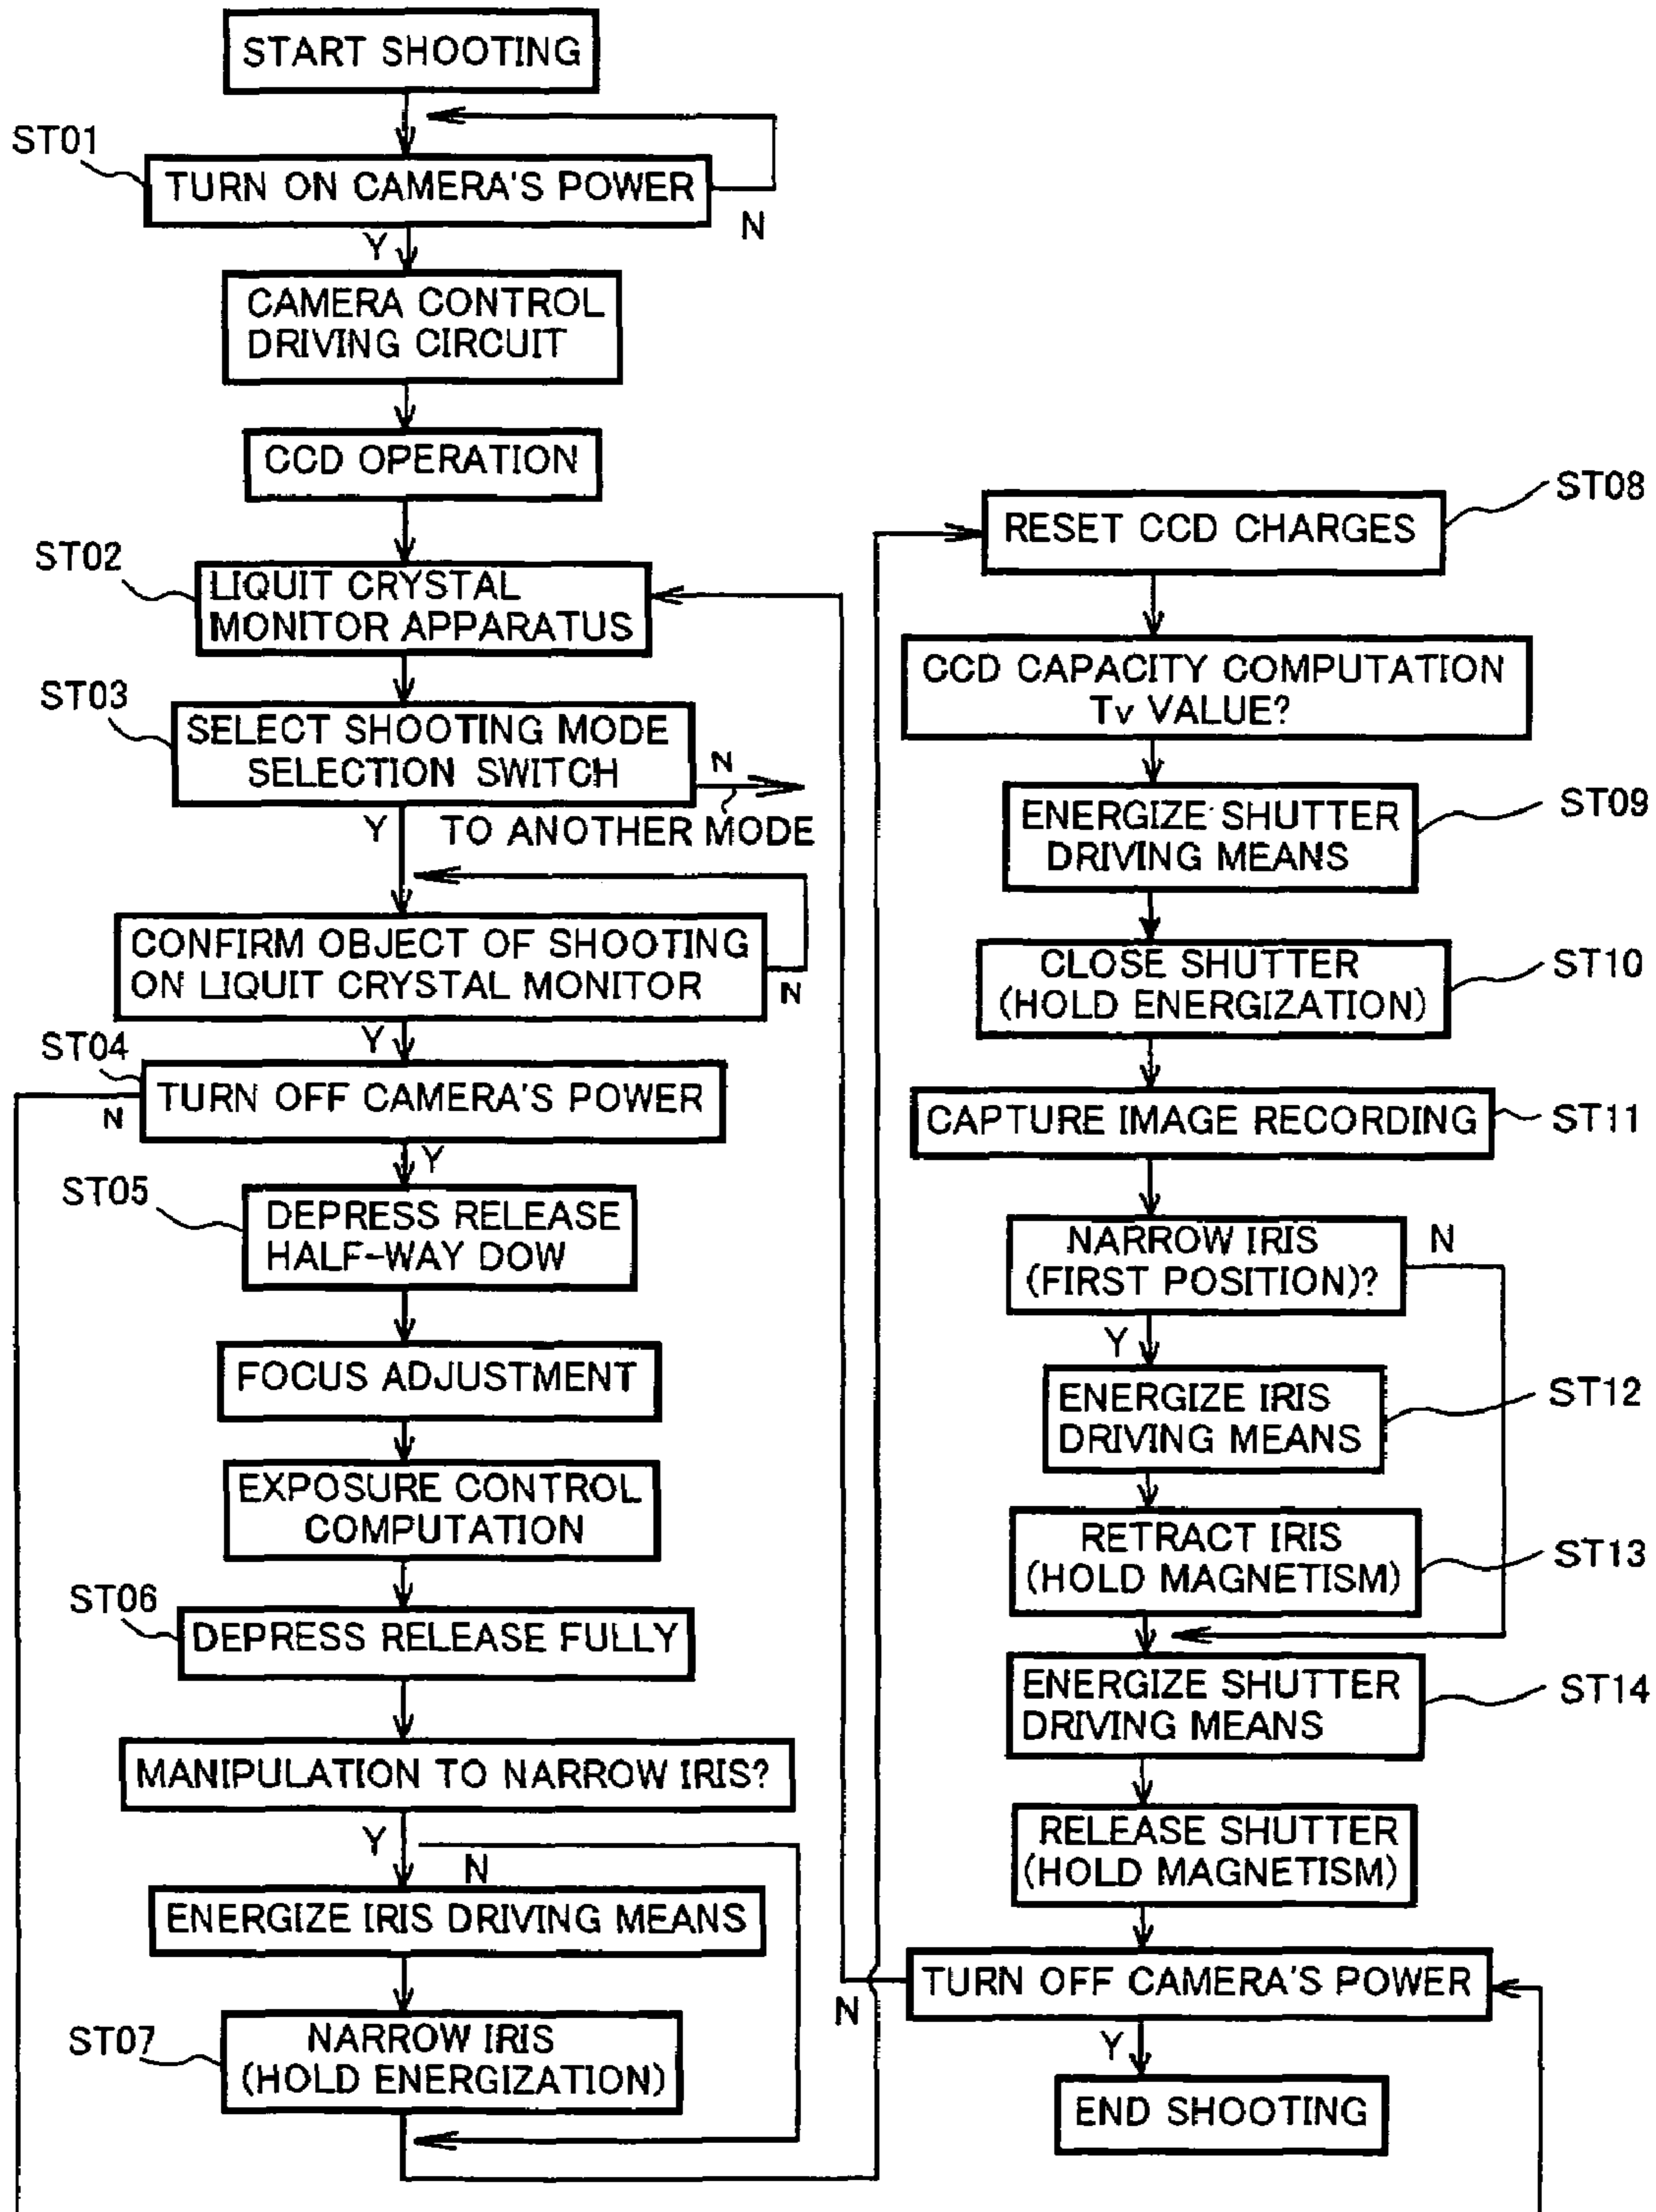 START SHOOTING
ST01
TURN ON CAMERA'S POWER
N
Y
CAMERA CONTROL
DRIVING CIRCUIT
CCD OPERATION
ST02
LIQUIT CRYSTAL
MONITOR APPARATUS
ST03
SELECT SHOOTING MODE
SELECTION SWITCH
N
TO ANOTHER MODE
Y
CONFIRM OBJECT OF SHOOTING
ON LIQUIT CRYSTAL MONITOR
N
Y
ST04
TURN OFF CAMERA'S POWER
N
Y
ST05
DEPRESS RELEASE
HALF-WAY DOW
FOCUS ADJUSTMENT
EXPOSURE CONTROL
COMPUTATION
ST06
DEPRESS RELEASE FULLY
MANIPULATION TO NARROW IRIS?
Y
N
ENERGIZE IRIS DRIVING MEANS
ST07
NARROW IRIS
(HOLD ENERGIZATION)
ST08
RESET CCD CHARGES
CCD CAPACITY COMPUTATION
Tv VALUE?
ST09
ENERGIZE SHUTTER
DRIVING MEANS
ST10
CLOSE SHUTTER
(HOLD ENERGIZATION)
ST11
CAPTURE IMAGE RECORDING
NARROW IRIS
(FIRST POSITION)?
N
Y
ST12
ENERGIZE IRIS
DRIVING MEANS
ST13
RETRACT IRIS
(HOLD MAGNETISM)
ST14
ENERGIZE SHUTTER
DRIVING MEANS
RELEASE SHUTTER
(HOLD MAGNETISM)
TURN OFF CAMERA'S POWER
N
Y
END SHOOTING